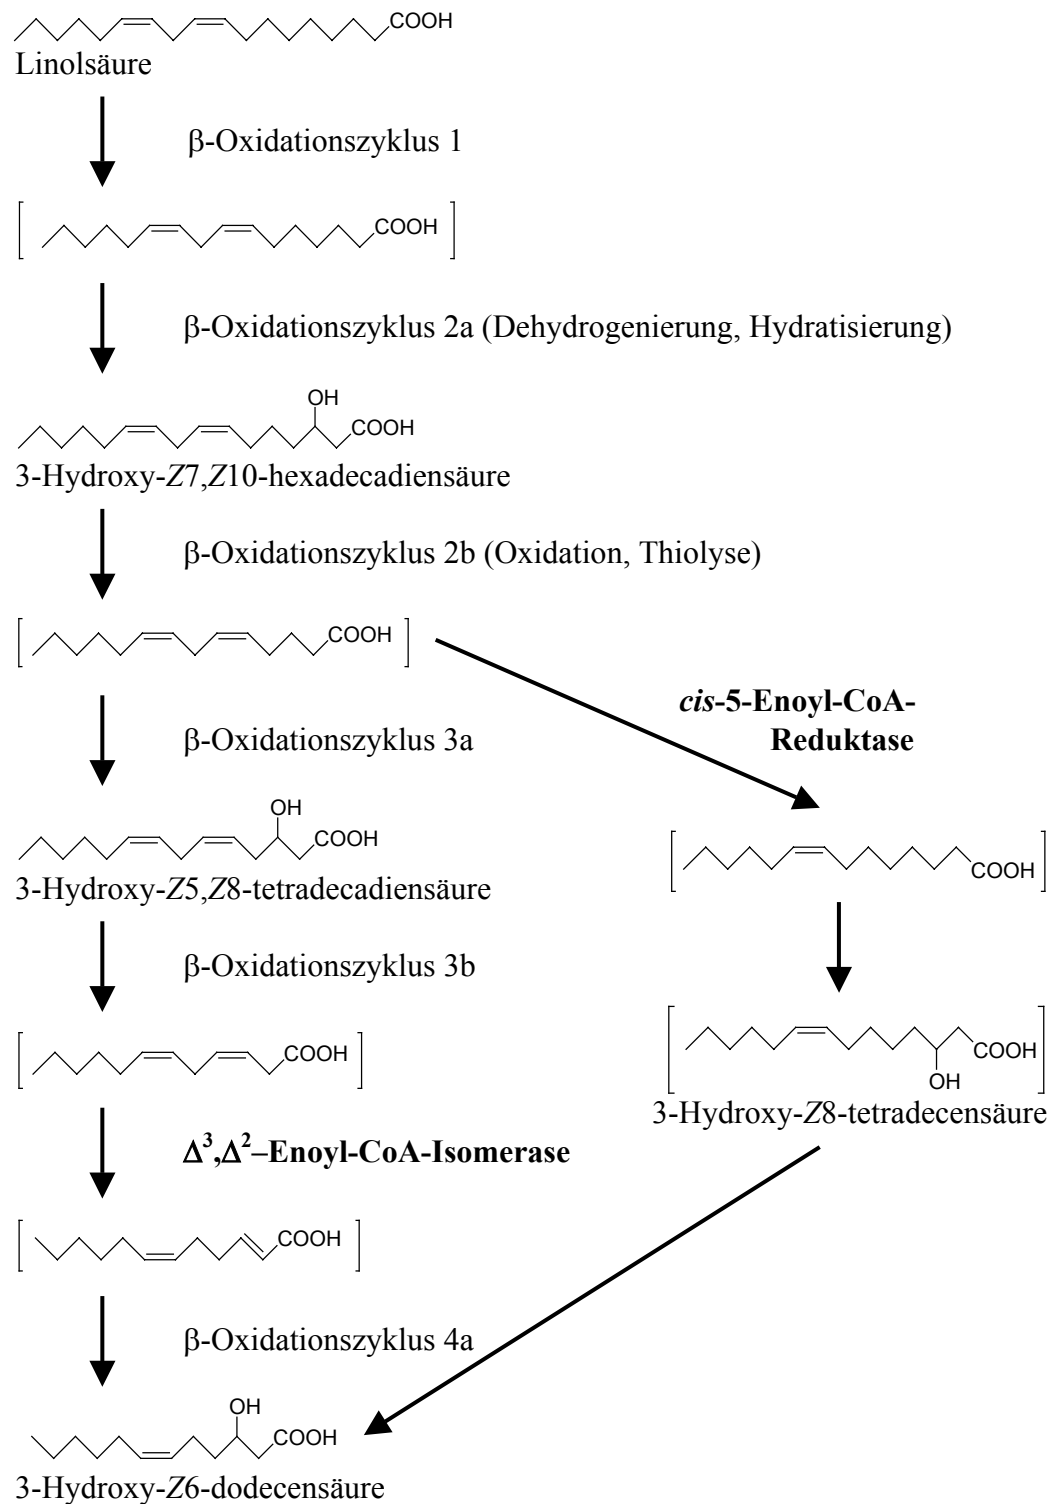 COOH
Linolsäure
β-Oxidationszyklus 1
COOH
β-Oxidationszyklus 2a (Dehydrogenierung, Hydratisierung)
OH
COOH
3-Hydroxy-Z7,Z10-hexadecadiensäure
β-Oxidationszyklus 2b (Oxidation, Thiolyse)
COOH
cis-5-Enoyl-CoA-
Reduktase
β-Oxidationszyklus 3a
OH
COOH
3-Hydroxy-Z5,Z8-tetradecadiensäure
COOH
β-Oxidationszyklus 3b
COOH
COOH
OH
3-Hydroxy-Z8-tetradecensäure
Δ³,Δ²–Enoyl-CoA-Isomerase
COOH
β-Oxidationszyklus 4a
OH
COOH
3-Hydroxy-Z6-dodecensäure